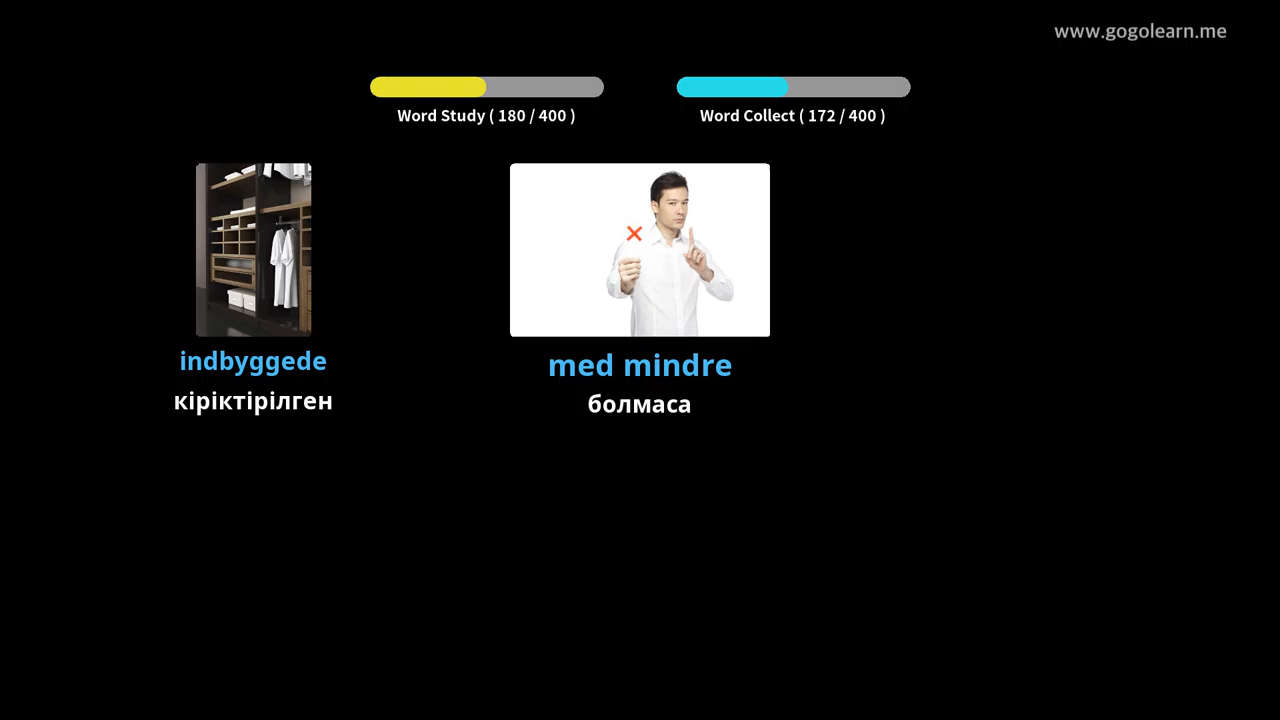 www.gogolearn.me
Word Study ( 180 / 400 )
Word Collect ( 172 / 400 )
indbyggede
кіріктірілген
med mindre
болмаса